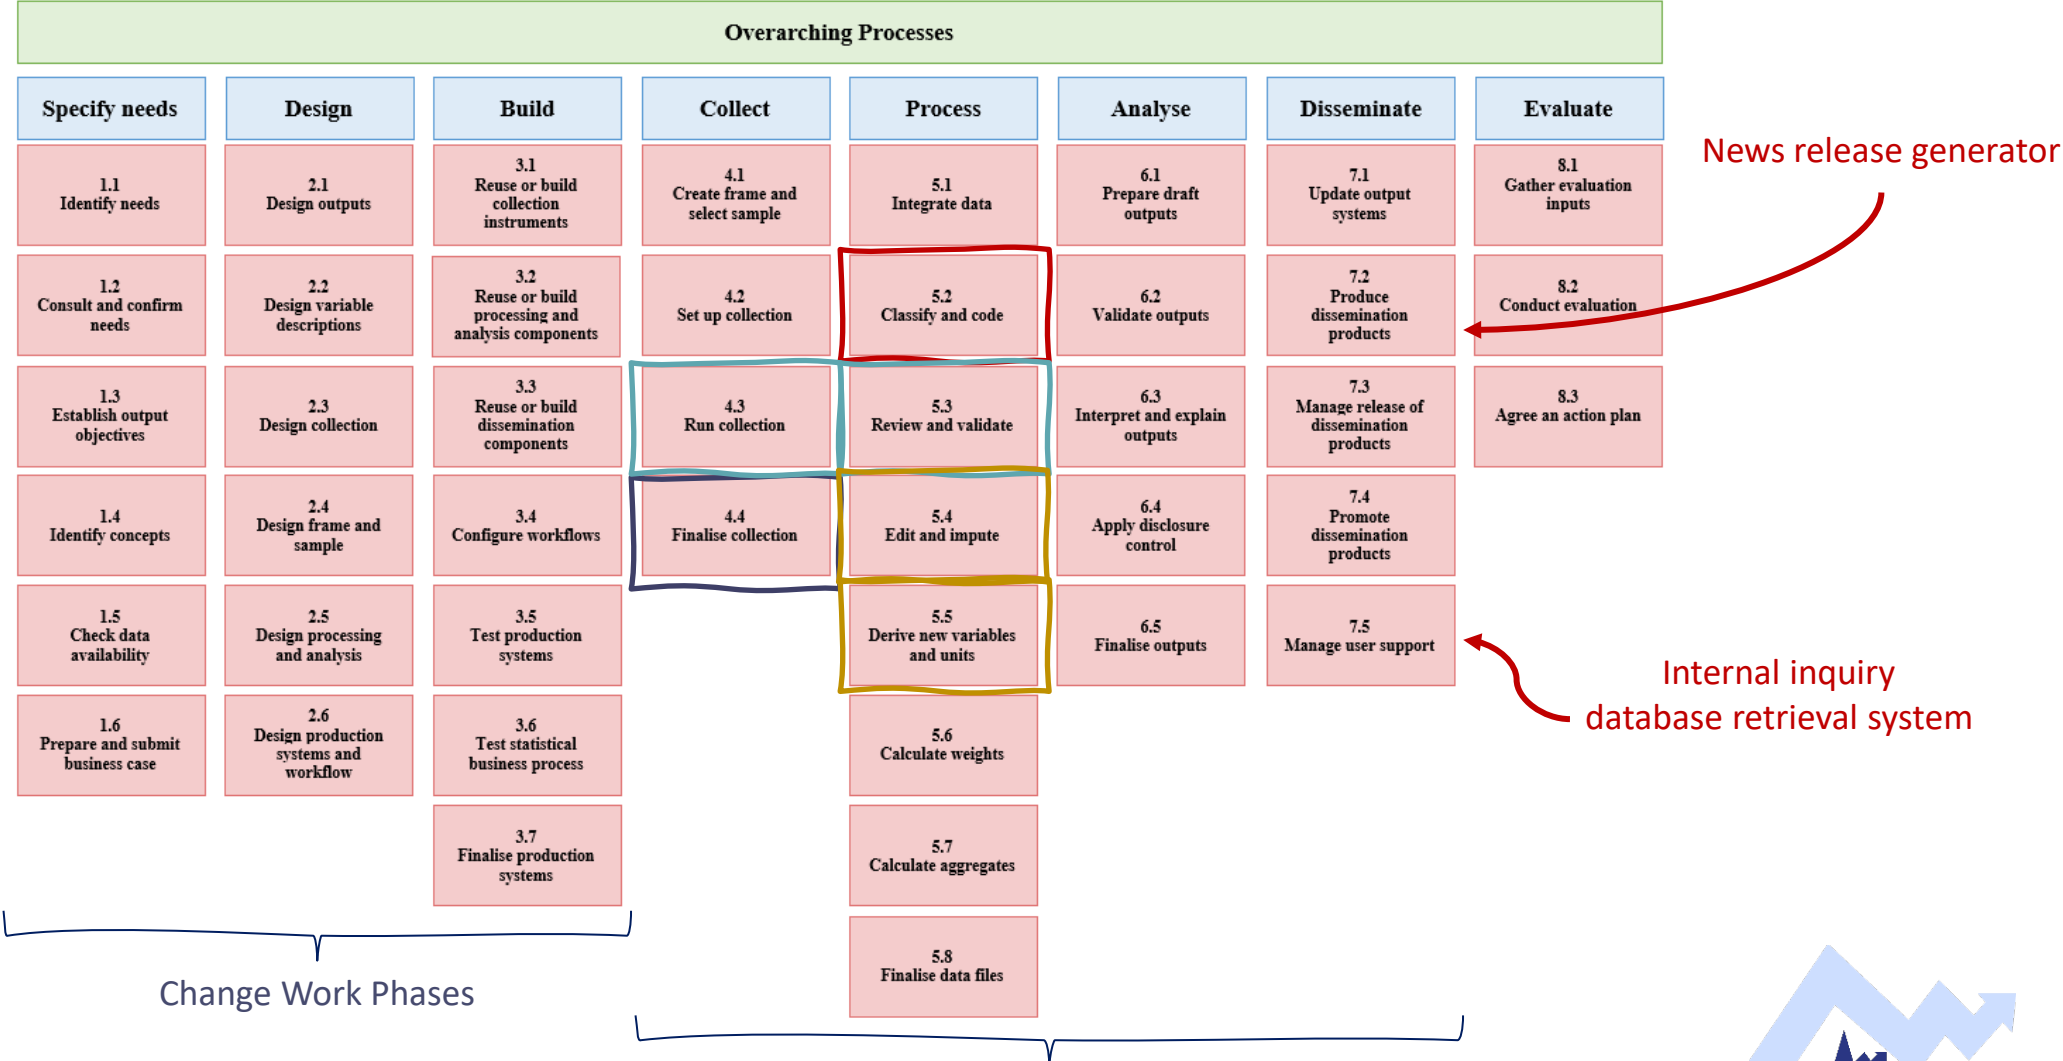 Overarching Processes
Specify needs
Design
Build
Collect
Process
Analyse
Disseminate
Evaluate
1.1
Identify needs
1.2
Consult and confirm
needs
1.3
Establish output
objectives
1.4
Identify concepts
1.5
Check data
availability
1.6
Prepare and submit
business case
2.1
Design outputs
2.2
Design variable
descriptions
2.3
Design collection
2.4
Design frame and
sample
2.5
Design processing
and analysis
2.6
Design production
systems and
workflow
3.1
Reuse or build
collection
instruments
3.2
Reuse or build
processing and
analysis components
3.3
Reuse or build
dissemination
components
3.4
Configure workflows
3.5
Test production
systems
3.6
Test statistical
business process
3.7
Finalise production
systems
4.1
Create frame and
select sample
4.2
Set up collection
4.3
Run collection
4.4
Finalise collection
5.1
Integrate data
5.2
Classify and code
5.3
Review and validate
5.4
Edit and impute
5.5
Derive new variables
and units
5.6
Calculate weights
5.7
Calculate aggregates
5.8
Finalise data files
6.1
Prepare draft
outputs
6.2
Validate outputs
6.3
Interpret and explain
outputs
6.4
Apply disclosure
control
6.5
Finalise outputs
7.1
Update output
systems
7.2
Produce
dissemination
products
7.3
Manage release of
dissemination
products
7.4
Promote
dissemination
products
7.5
Manage user support
8.1
Gather evaluation
inputs
8.2
Conduct evaluation
8.3
Agree an action plan
News release generator
Internal inquiry
database retrieval system
Change Work Phases